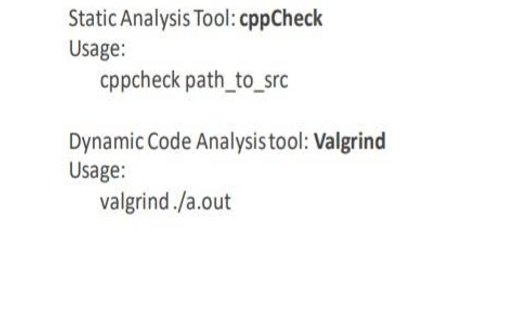 Static Analysis Tool: cppCheck
Usage:
cppcheck path_to_src
Dynamic Code Analysis tool: Valgrind
Usage:
valgrind ./a.out